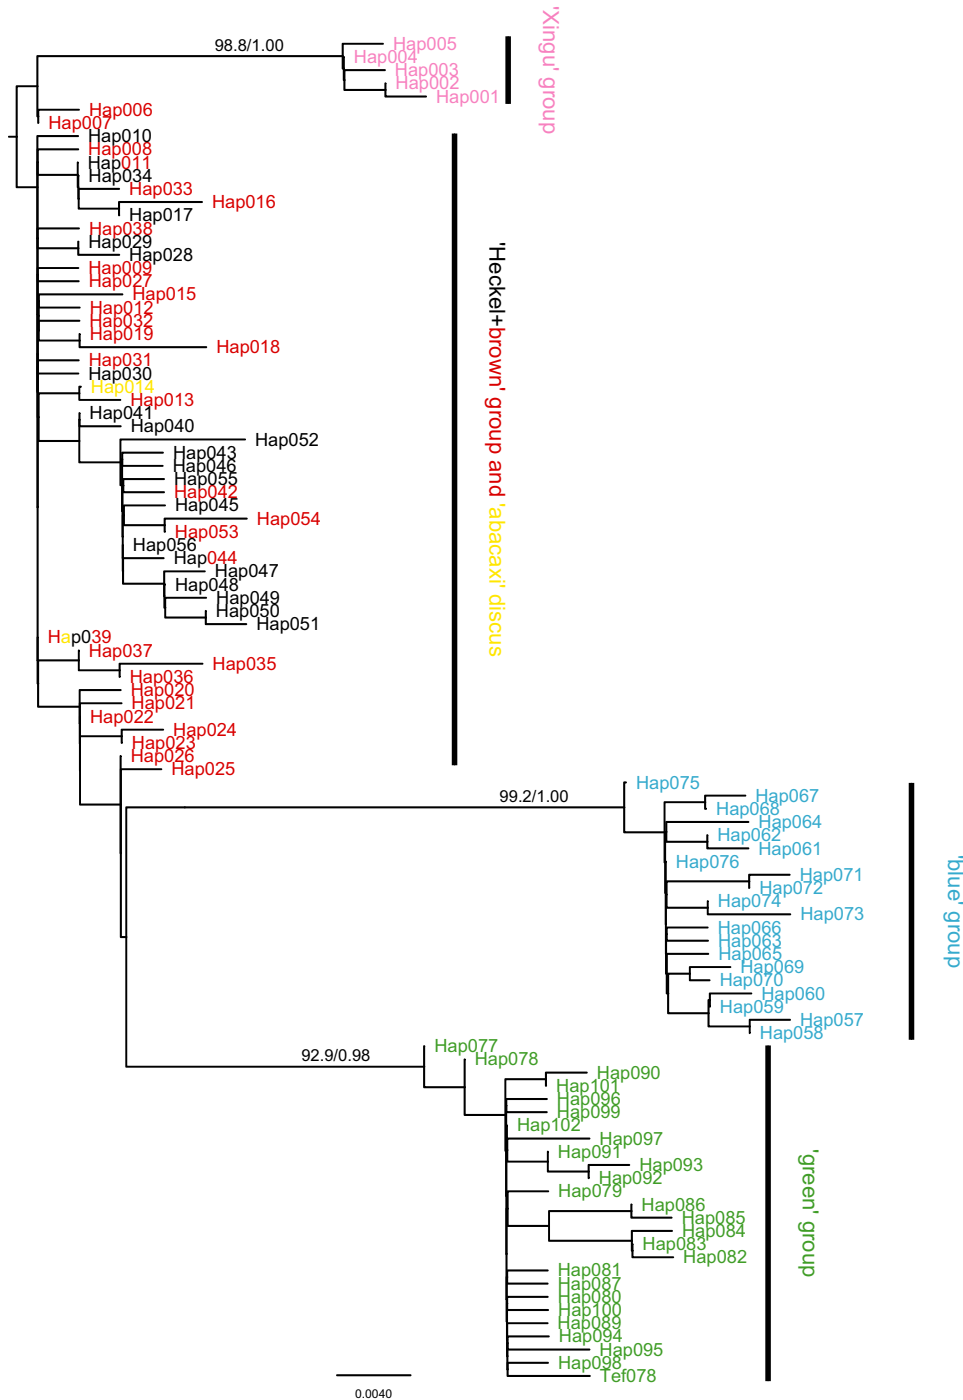 98.8/1.00
Hap005
Hap004
Hap003
Hap002
Hap001
'Xingu' group
Hap006
Hap007
Hap010
Hap008
Hap011
Hap034
Hap033
Hap016
Hap017
Hap038
Hap029
Hap028
Hap009
Hap027
Hap015
Hap012
Hap032
Hap019
Hap018
Hap031
Hap030
Hap014
Hap013
Hap041
Hap040
Hap052
Hap043
Hap046
Hap055
Hap042
Hap045
Hap054
Hap053
Hap056
Hap044
Hap047
Hap048
Hap049
Hap050
Hap051
Hap039
Hap037
Hap035
Hap036
Hap020
Hap021
Hap022
Hap024
Hap023
Hap026
Hap025
'Heckel+brown' group and 'abacaxi' discus
99.2/1.00
Hap075
Hap067
Hap068
Hap064
Hap062
Hap061
Hap076
Hap071
Hap072
Hap074
Hap073
Hap066
Hap063
Hap065
Hap069
Hap070
Hap060
Hap059
Hap057
Hap058
'blue' group
92.9/0.98
Hap077
Hap078
Hap090
Hap101
Hap096
Hap099
Hap102
Hap097
Hap091
Hap093
Hap092
Hap079
Hap086
Hap085
Hap084
Hap083
Hap082
Hap081
Hap087
Hap080
Hap100
Hap089
Hap094
Hap095
Hap098
Tef078
'green' group
0.0040